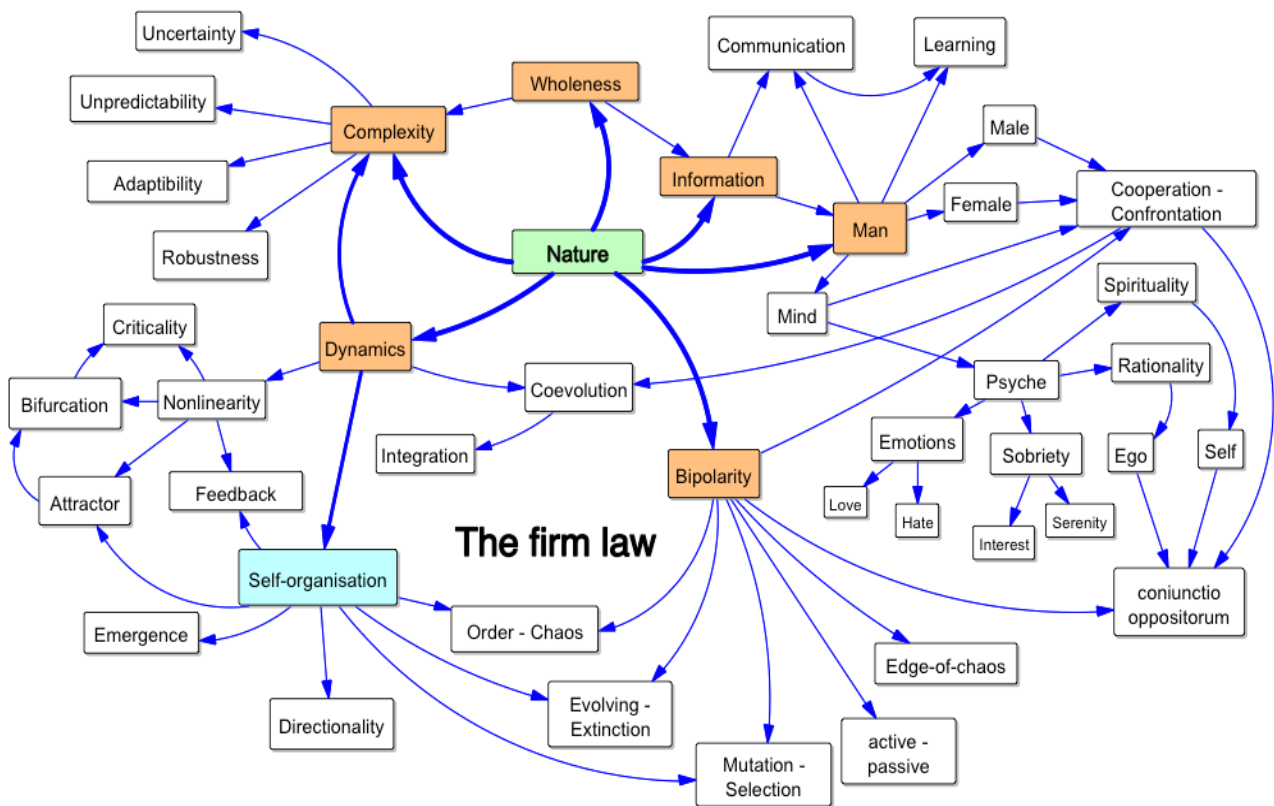 Uncertainty
Communication
Learning
Wholeness
Unpredictability
Complexity
Male
Adaptibility
Information
Cooperation -
Confrontation
Female
Man
Robustness
Nature
Spirituality
Mind
Criticality
Dynamics
Rationality
Psyche
Coevolution
Bifurcation
Nonlinearity
Emotions
Sobriety
Ego
Self
Integration
Bipolarity
Feedback
Attractor
Love
Hate
Serenity
Interest
The firm law
Self-organisation
coniunctio
oppositorum
Emergence
Order - Chaos
Edge-of-chaos
Evolving -
Extinction
Directionality
active -
passive
Mutation -
Selection